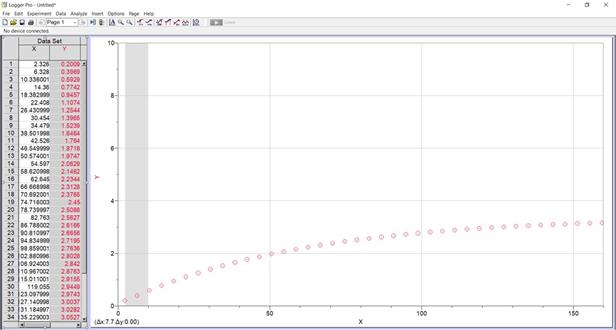 Logger Pro - Untitled*
File Edit Experiment Data Analyze Insert Options Page Help
Page 1
Collect
No device connected.
Data Set
X Y
1 2.326 0.2009
2 6.328 0.3969
3 10.336001 0.5929
4 14.36 0.7742
5 18.382999 0.9457
6 22.408 1.1074
7 26.430999 1.2544
8 30.454 1.3965
9 34.479 1.5239
10 38.501998 1.6464
11 42.526 1.764
12 46.549999 1.8718
13 50.574001 1.9747
14 54.597 2.0629
15 58.620998 2.1462
16 62.645 2.2344
17 66.668998 2.3128
18 70.692001 2.3765
19 74.716003 2.45
20 78.739997 2.5088
21 82.763 2.5627
22 86.788002 2.6166
23 90.810997 2.6656
24 94.834999 2.7195
25 98.859001 2.7636
26 02.880996 2.8028
27 06.924003 2.842
28 10.967002 2.8763
29 15.011001 2.9155
30 119.055 2.9449
31 23.097999 2.9743
32 27.140998 3.0037
33 31.184997 3.0282
34 35.229003 3.0527
10
8
6
4
2
0
Y
50
100
150
X
(Δx:7.7 Δy:0.00)